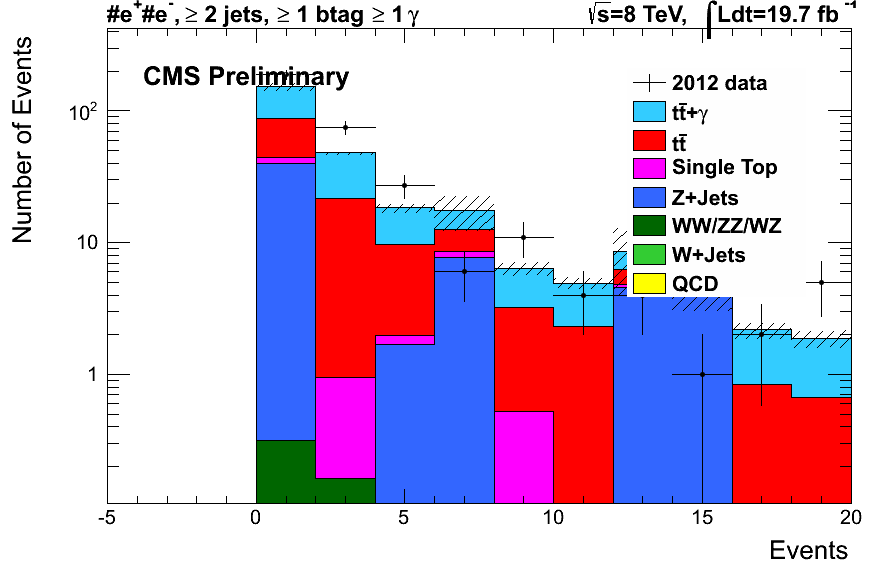 #e⁺#e⁻, ≥ 2 jets, ≥ 1 btag ≥ 1 γ
√s=8 TeV, ∫Ldt=19.7 fb⁻¹
CMS Preliminary
2012 data
tt̄+γ
tt̄
Single Top
Z+Jets
WW/ZZ/WZ
W+Jets
QCD
Number of Events
10²
10
1
-5 0 5 10 15 20
Events